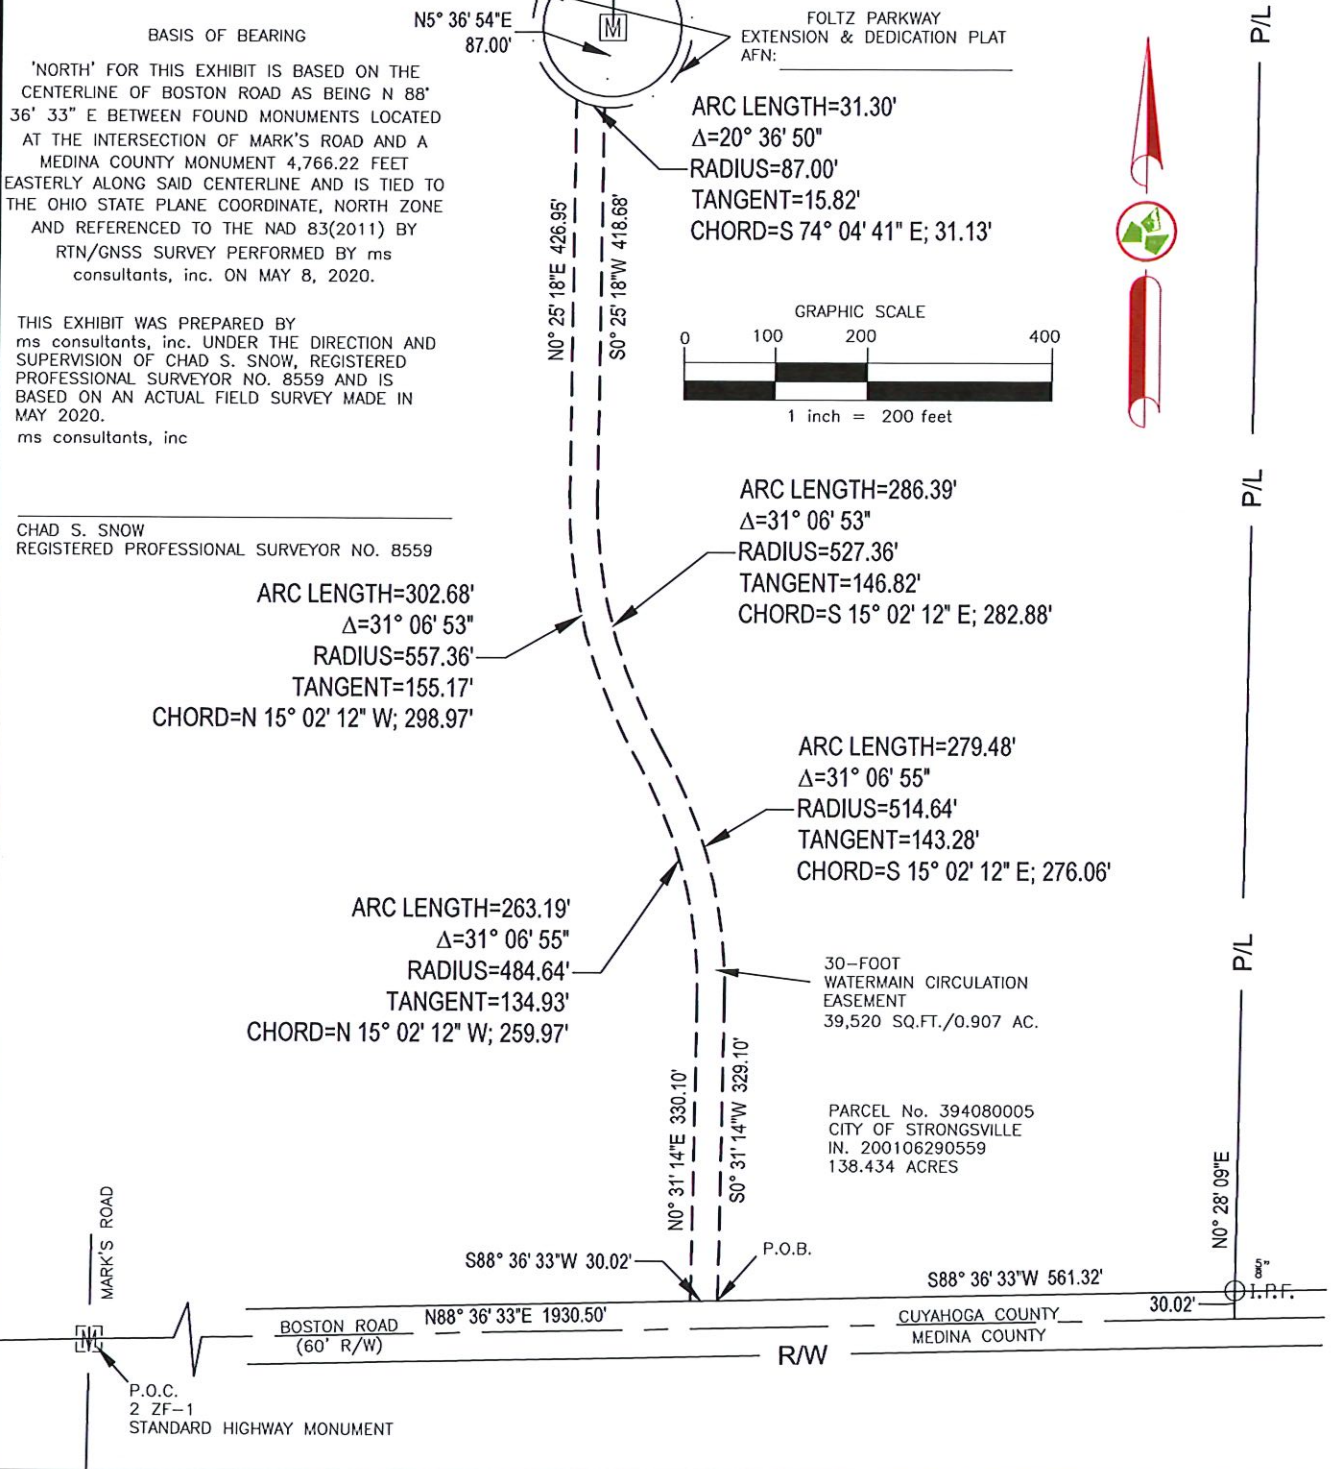 N5° 36' 54"E
87.00'
FOLTZ PARKWAY
EXTENSION & DEDICATION PLAT
AFN:
P/L
BASIS OF BEARING
'NORTH' FOR THIS EXHIBIT IS BASED ON THE
CENTERLINE OF BOSTON ROAD AS BEING N 88°
36' 33" E BETWEEN FOUND MONUMENTS LOCATED
AT THE INTERSECTION OF MARK'S ROAD AND A
MEDINA COUNTY MONUMENT 4,766.22 FEET
EASTERLY ALONG SAID CENTERLINE AND IS TIED TO
THE OHIO STATE PLANE COORDINATE, NORTH ZONE
AND REFERENCED TO THE NAD 83(2011) BY
RTN/GNSS SURVEY PERFORMED BY ms
consultants, inc. ON MAY 8, 2020.
M
ARC LENGTH=31.30'
Δ=20° 36' 50"
RADIUS=87.00'
TANGENT=15.82'
CHORD=S 74° 04' 41" E; 31.13'
N0° 25' 18"E 426.95'
S0° 25' 18"W 418.68'
THIS EXHIBIT WAS PREPARED BY
ms consultants, inc. UNDER THE DIRECTION AND
SUPERVISION OF CHAD S. SNOW, REGISTERED
PROFESSIONAL SURVEYOR NO. 8559 AND IS
BASED ON AN ACTUAL FIELD SURVEY MADE IN
MAY 2020.
ms consultants, inc
GRAPHIC SCALE
0 100 200 400
1 inch = 200 feet
CHAD S. SNOW
REGISTERED PROFESSIONAL SURVEYOR NO. 8559
P/L
ARC LENGTH=286.39'
Δ=31° 06' 53"
RADIUS=527.36'
TANGENT=146.82'
CHORD=S 15° 02' 12" E; 282.88'
ARC LENGTH=302.68'
Δ=31° 06' 53"
RADIUS=557.36'
TANGENT=155.17'
CHORD=N 15° 02' 12" W; 298.97'
ARC LENGTH=279.48'
Δ=31° 06' 55"
RADIUS=514.64'
TANGENT=143.28'
CHORD=S 15° 02' 12" E; 276.06'
ARC LENGTH=263.19'
Δ=31° 06' 55"
RADIUS=484.64'
TANGENT=134.93'
CHORD=N 15° 02' 12" W; 259.97'
P/L
30-FOOT
WATERMAIN CIRCULATION
EASEMENT
39,520 SQ.FT./0.907 AC.
N0° 31' 14"E 330.10'
S0° 31' 14"W 329.10'
PARCEL No. 394080005
CITY OF STRONGSVILLE
IN. 200106290559
138.434 ACRES
N0° 28' 09"E
MARK'S ROAD
S88° 36' 33"W 30.02'
P.O.B.
S88° 36' 33"W 561.32'
5/8"
I.P.F.
30.02'
N88° 36' 33"E 1930.50'
BOSTON ROAD
(60' R/W)
CUYAHOGA COUNTY
MEDINA COUNTY
R/W
M
P.O.C.
2 ZF-1
STANDARD HIGHWAY MONUMENT